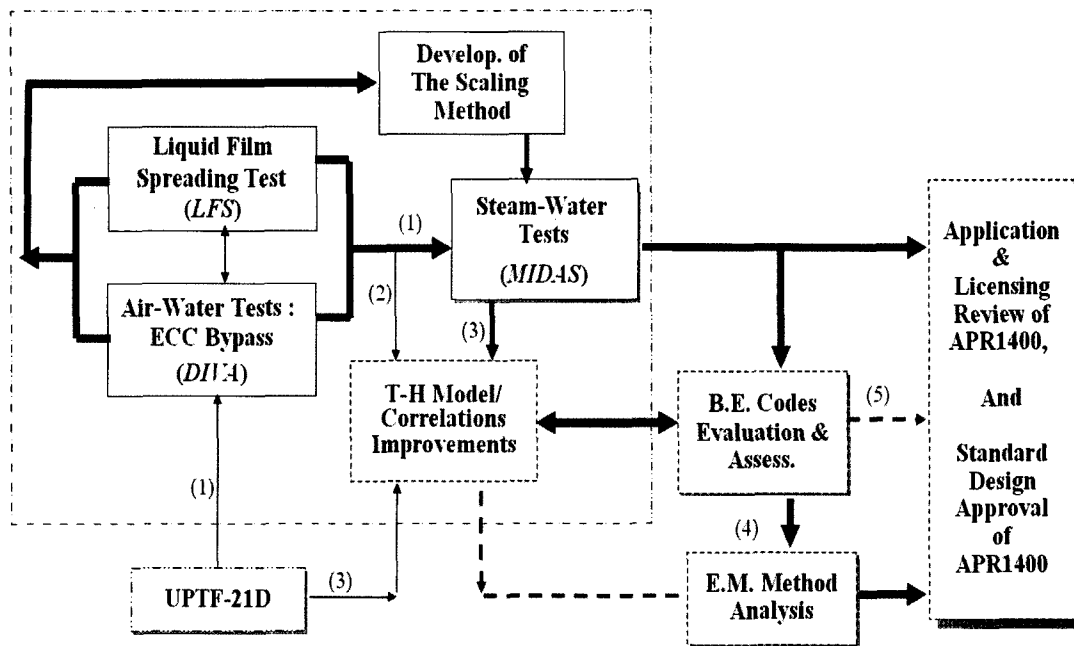 Develop. of
The Scaling
Method
Liquid Film
Spreading Test
(LFS)
(1)
Steam-Water
Tests
(MIDAS)
(2)
Air-Water Tests :
ECC Bypass
(DIVA)
(3)
T-H Model/
Correlations
Improvements
B.E. Codes
Evaluation &
Assess.
(5)
(1)
(4)
UPTF-21D
(3)
E.M. Method
Analysis
Application
&
Licensing
Review of
APR1400,
And
Standard
Design
Approval
of
APR1400